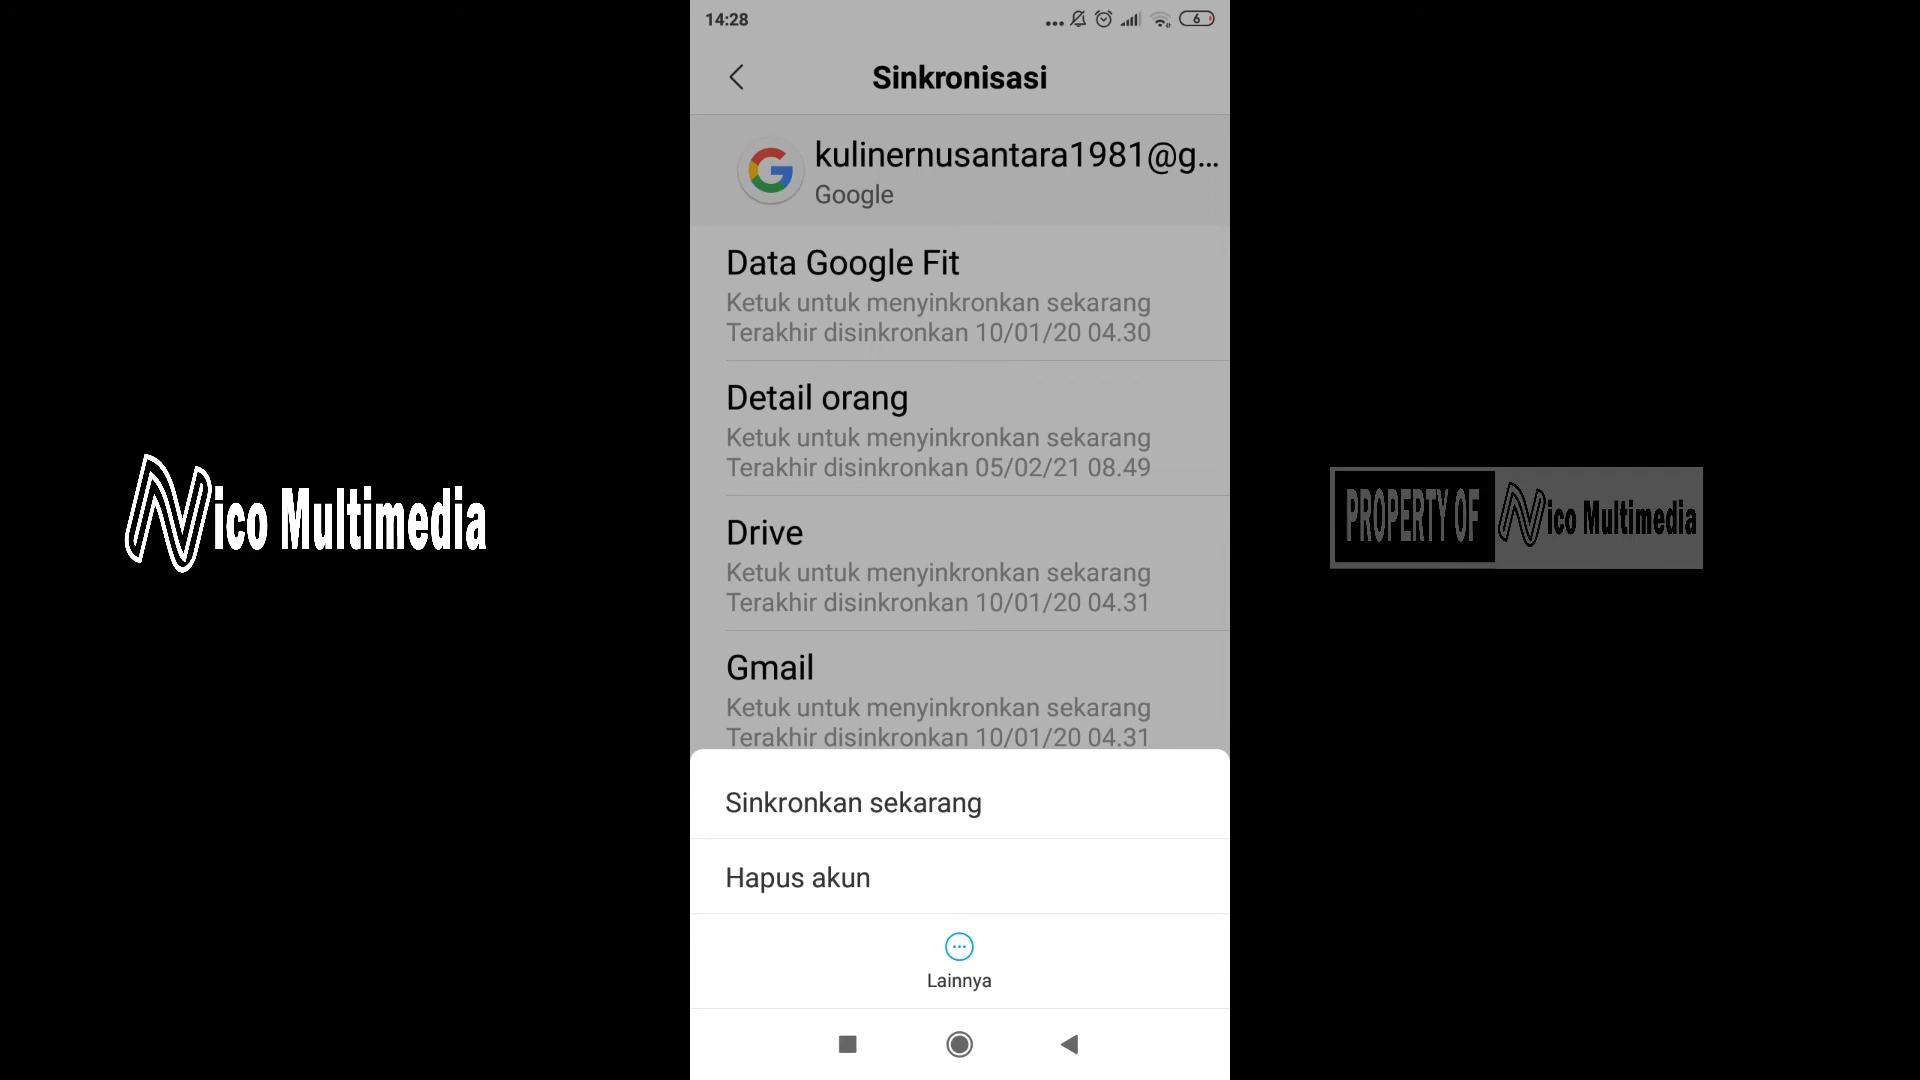 14:28
6
Sinkronisasi
kulinernusantara1981@g...
Google
Data Google Fit
Ketuk untuk menyinkronkan sekarang
Terakhir disinkronkan 10/01/20 04.30
Detail orang
Ketuk untuk menyinkronkan sekarang
Terakhir disinkronkan 05/02/21 08.49
Drive
Ketuk untuk menyinkronkan sekarang
Terakhir disinkronkan 10/01/20 04.31
Gmail
Ketuk untuk menyinkronkan sekarang
Terakhir disinkronkan 10/01/20 04.31
Sinkronkan sekarang
Hapus akun
Lainnya
Nico Multimedia
PROPERTY OF Nico Multimedia